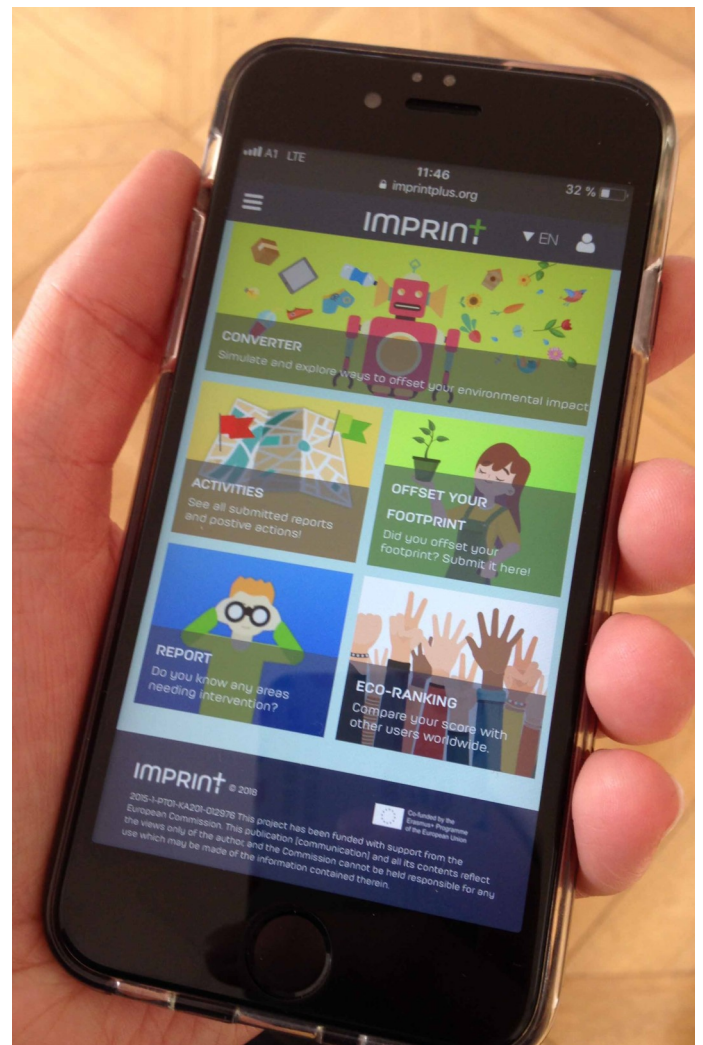 A1 LTE
11:46
32 %
imprintplus.org
IMPRINT+
EN
CONVERTER
Simulate and explore ways to offset your environmental impact
ACTIVITIES
See all submitted reports
and postive actions!
OFFSET YOUR
FOOTPRINT
Did you offset your
footprint? Submit it here!
REPORT
Do you know any areas
needing intervention?
ECO-RANKING
Compare your score with
other users worldwide.
IMPRINT © 2018
Co-funded by the
Erasmus+ Programme
of the European Union
2015-1-PT01-KA201-012976 This project has been funded with support from the
European Commission. This publication [communication] and all its contents reflect
the views only of the author, and the Commission cannot be held responsible for any
use which may be made of the information contained therein.